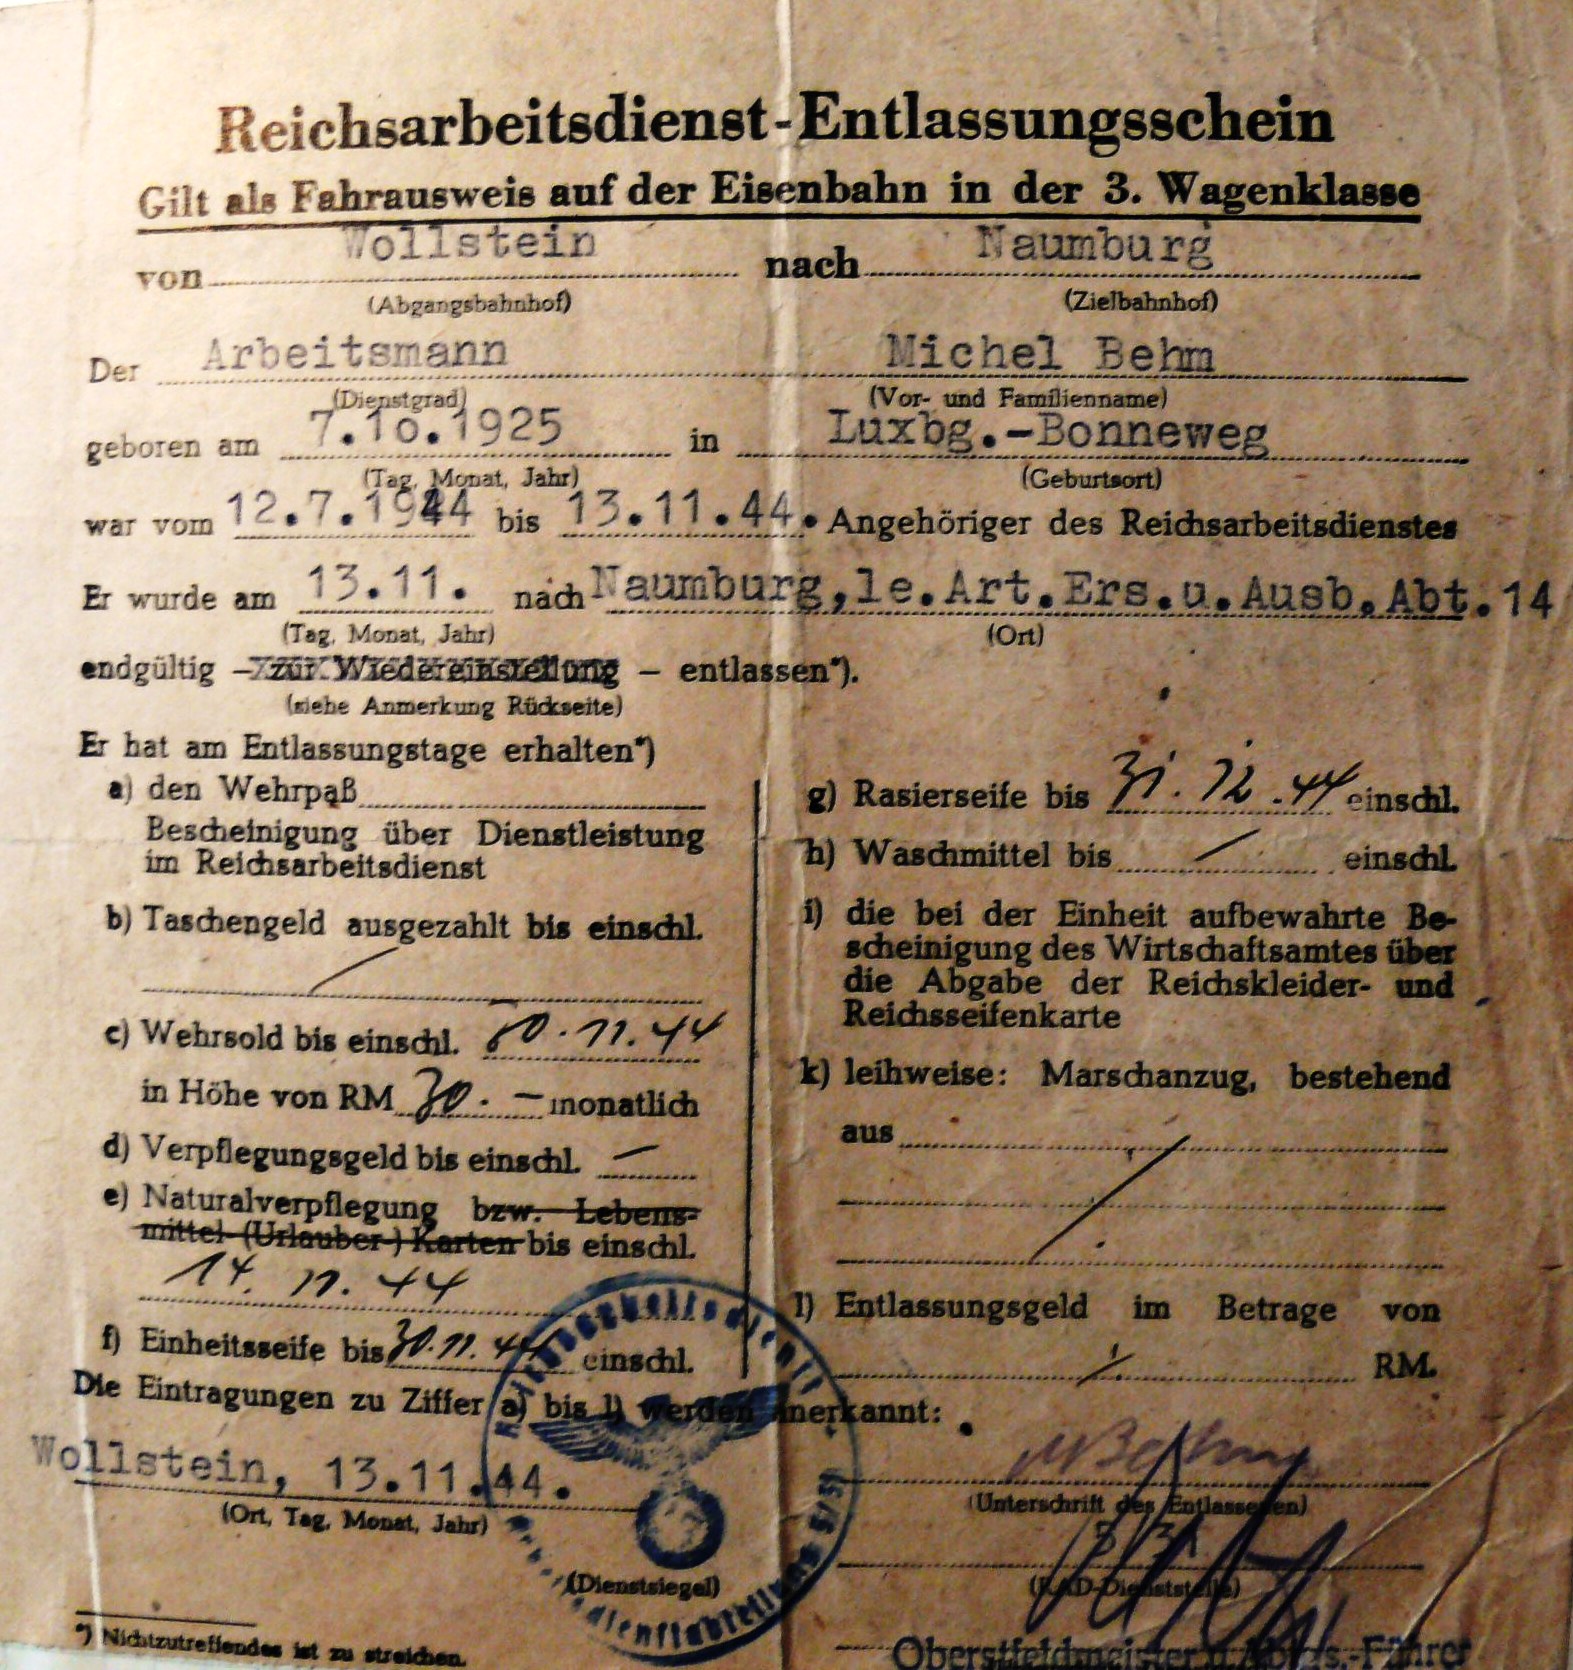 Reichsarbeitsdienst-Entlassungsschein
Gilt als Fahrausweis auf der Eisenbahn in der 3. Wagenklasse
von Wollstein nach Naumburg
(Abgangsbahnhof) (Zielbahnhof)
Der Arbeitsmann Michel Behm
(Dienstgrad) (Vor- und Familienname)
geboren am 7.10.1925 in Luxbg.-Bonneweg
(Tag, Monat, Jahr) (Geburtsort)
war vom 12.7.1944 bis 13.11.44. Angehöriger des Reichsarbeitsdienstes
Er wurde am 13.11. nach Naumburg, le.Art.Ers.u.Ausb.Abt.14
(Tag, Monat, Jahr) (Ort)
endgültig – zur Wiedereinstellung – entlassen*).
(siehe Anmerkung Rückseite)
Er hat am Entlassungstage erhalten*)
a) den Wehrpaß
Bescheinigung über Dienstleistung
im Reichsarbeitsdienst
b) Taschengeld ausgezahlt bis einschl.
c) Wehrsold bis einschl. 11.44
in Höhe von RM 30.– monatlich
d) Verpflegungsgeld bis einschl. –
e) Naturalverpflegung bzw. Lebens-
mittel-(Urlauber-) Karten bis einschl.
14. 11. 44
f) Einheitsseife bis 30.11.44 einschl.
g) Rasierseife bis 31.12.44 einschl.
h) Waschmittel bis / einschl.
i) die bei der Einheit aufbewahrte Be-
scheinigung des Wirtschaftsamtes über
die Abgabe der Reichskleider- und
Reichsseifenkarte
k) leihweise: Marschanzug, bestehend
aus
l) Entlassungsgeld im Betrage von
RM.
Die Eintragungen zu Ziffer a) bis l) werden anerkannt:
Wollstein, 13.11.44.
(Ort, Tag, Monat, Jahr)
(Unterschrift des Entlassenen)
(Dienstsiegel)
(RAD-Dienststelle)
Oberstfeldmeister u. Abtlgs.-Führer
*) Nichtzutreffendes ist zu streichen.